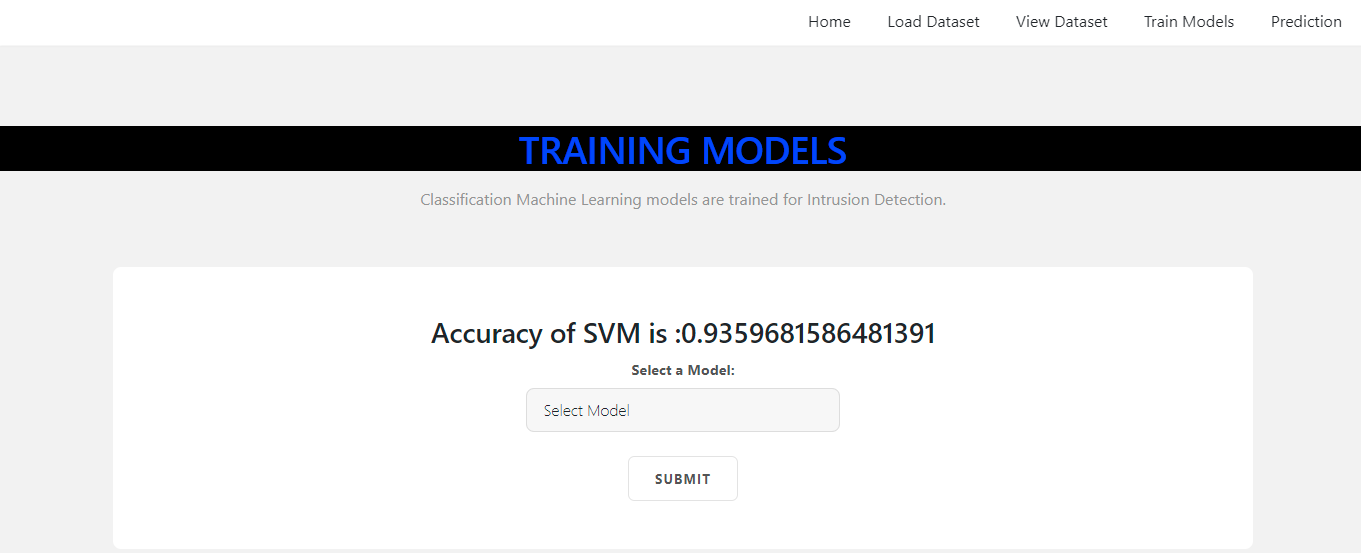 Home Load Dataset View Dataset Train Models Prediction
TRAINING MODELS
Classification Machine Learning models are trained for Intrusion Detection.
Accuracy of SVM is :0.9359681586481391
Select a Model:
Select Model
SUBMIT